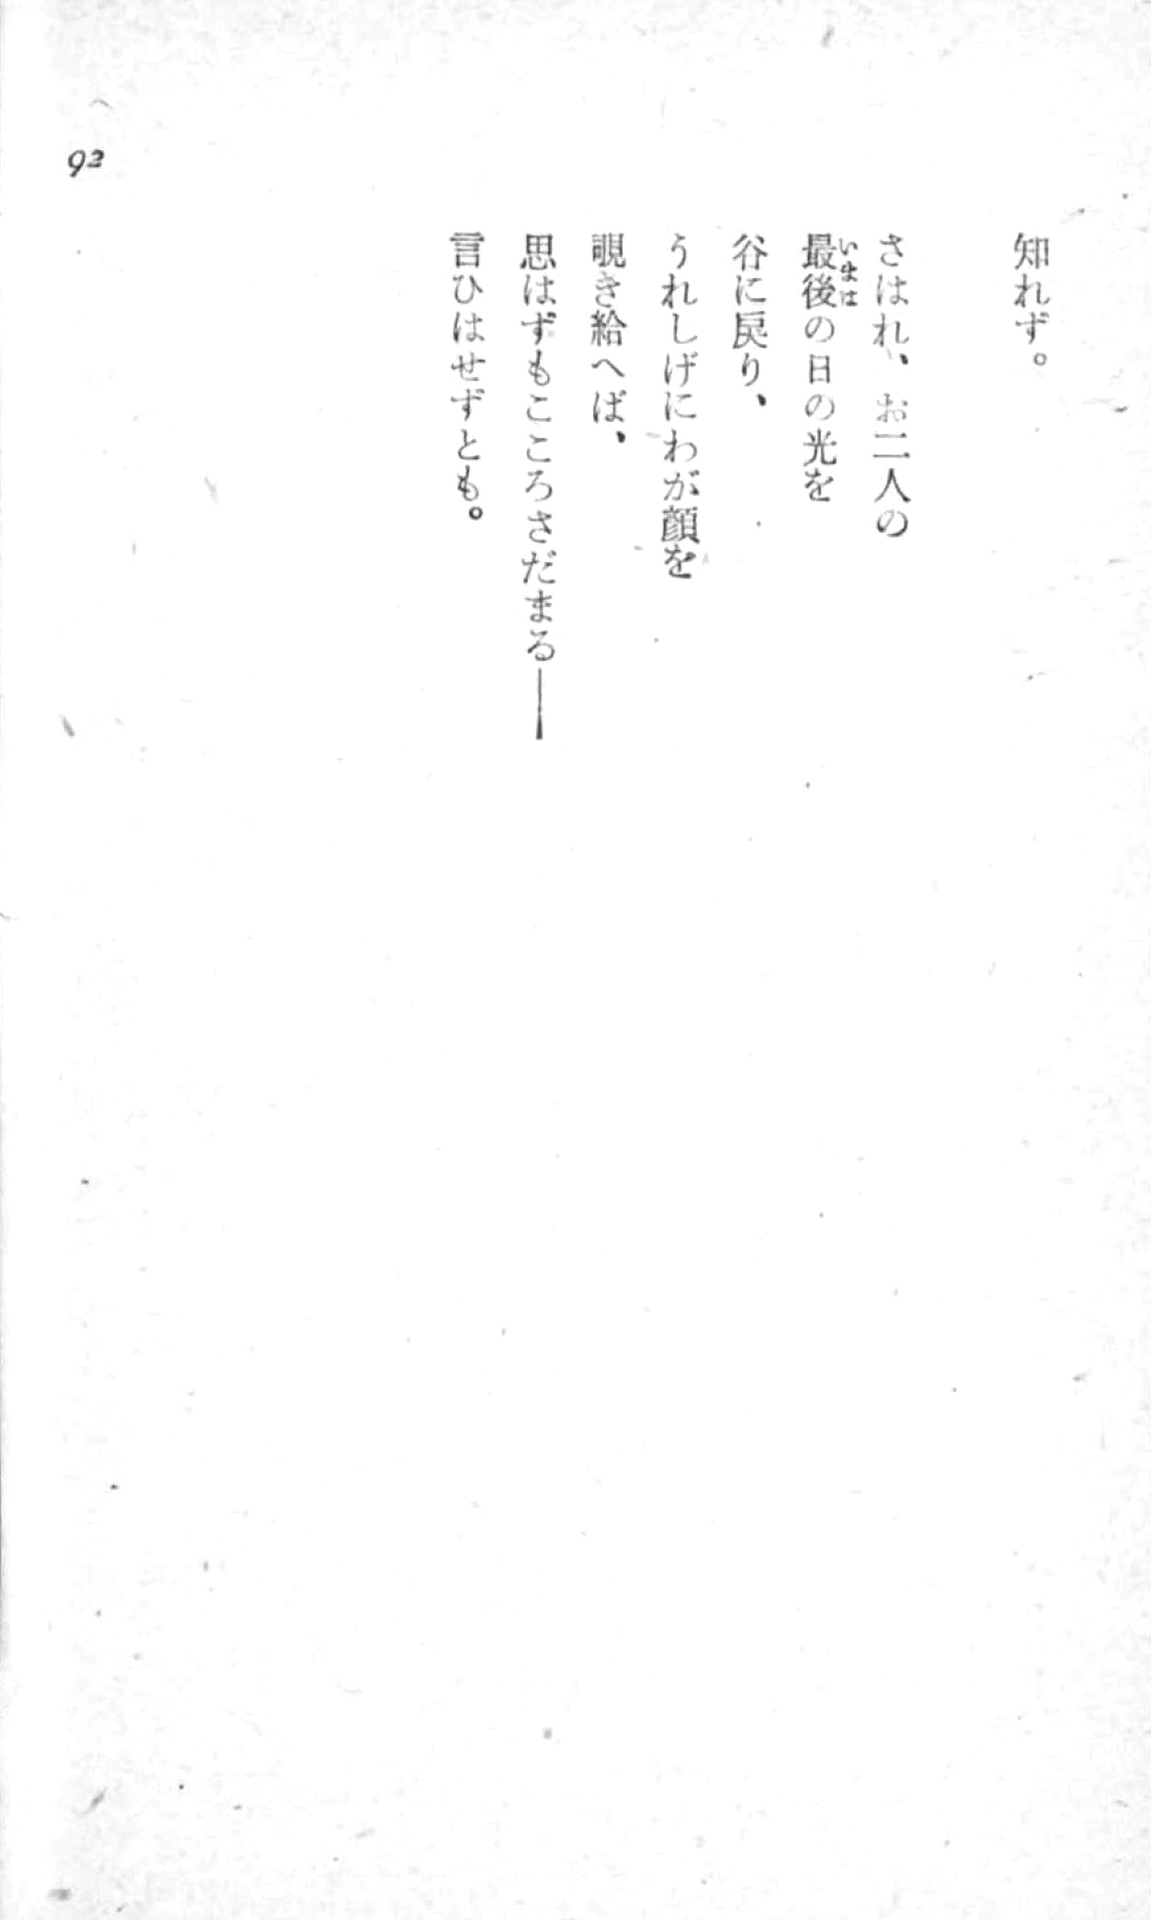 知れず。
さはれ、お二人の
最後の日の光を
いまは
谷に戻り、
うれしげにわが顔を
覗き給へば、
思はずもこころさだまる――
言ひはせずとも。
92